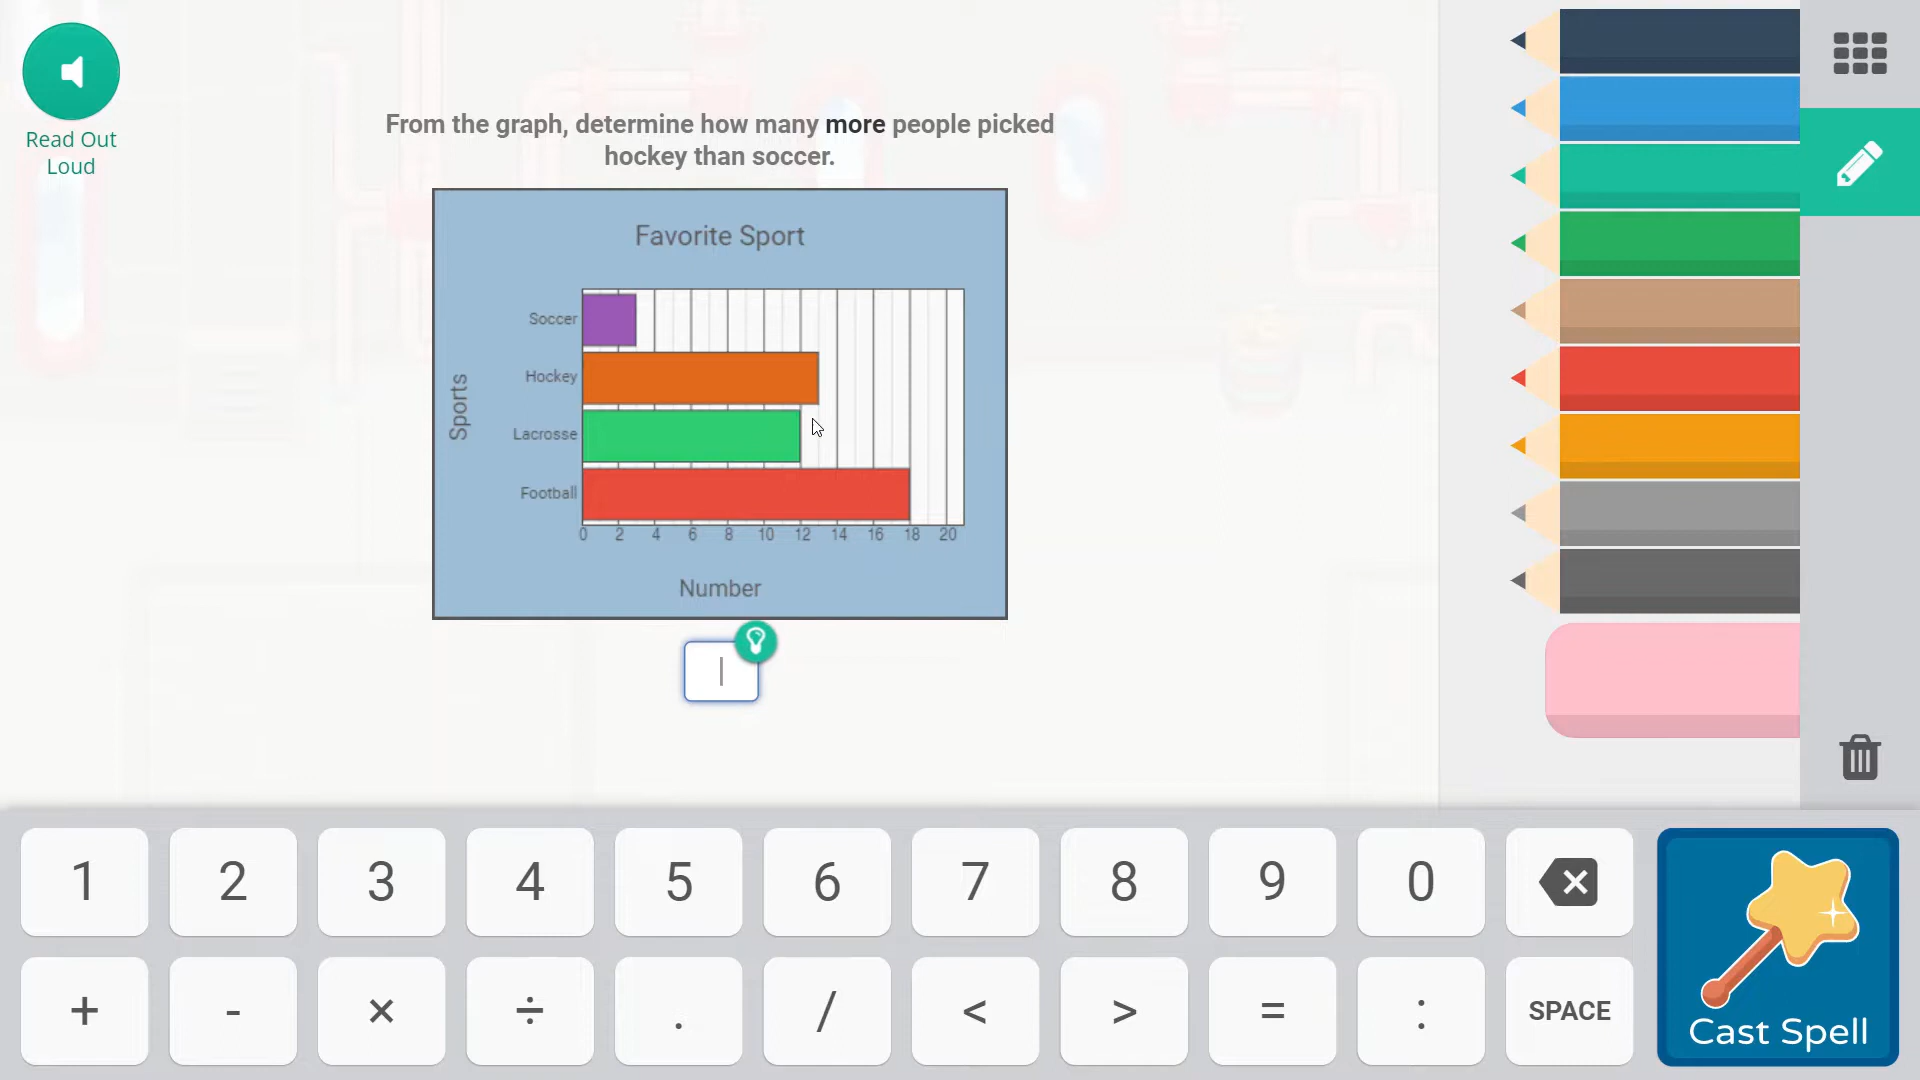 Read Out
Loud
From the graph, determine how many more people picked
hockey than soccer.
Favorite Sport
Sports
Soccer
Hockey
Lacrosse
Football
0 2 4 6 8 10 12 14 16 18 20
Number
1 2 3 4 5 6 7 8 9 0
+ - × ÷ . / < > = : SPACE
Cast Spell